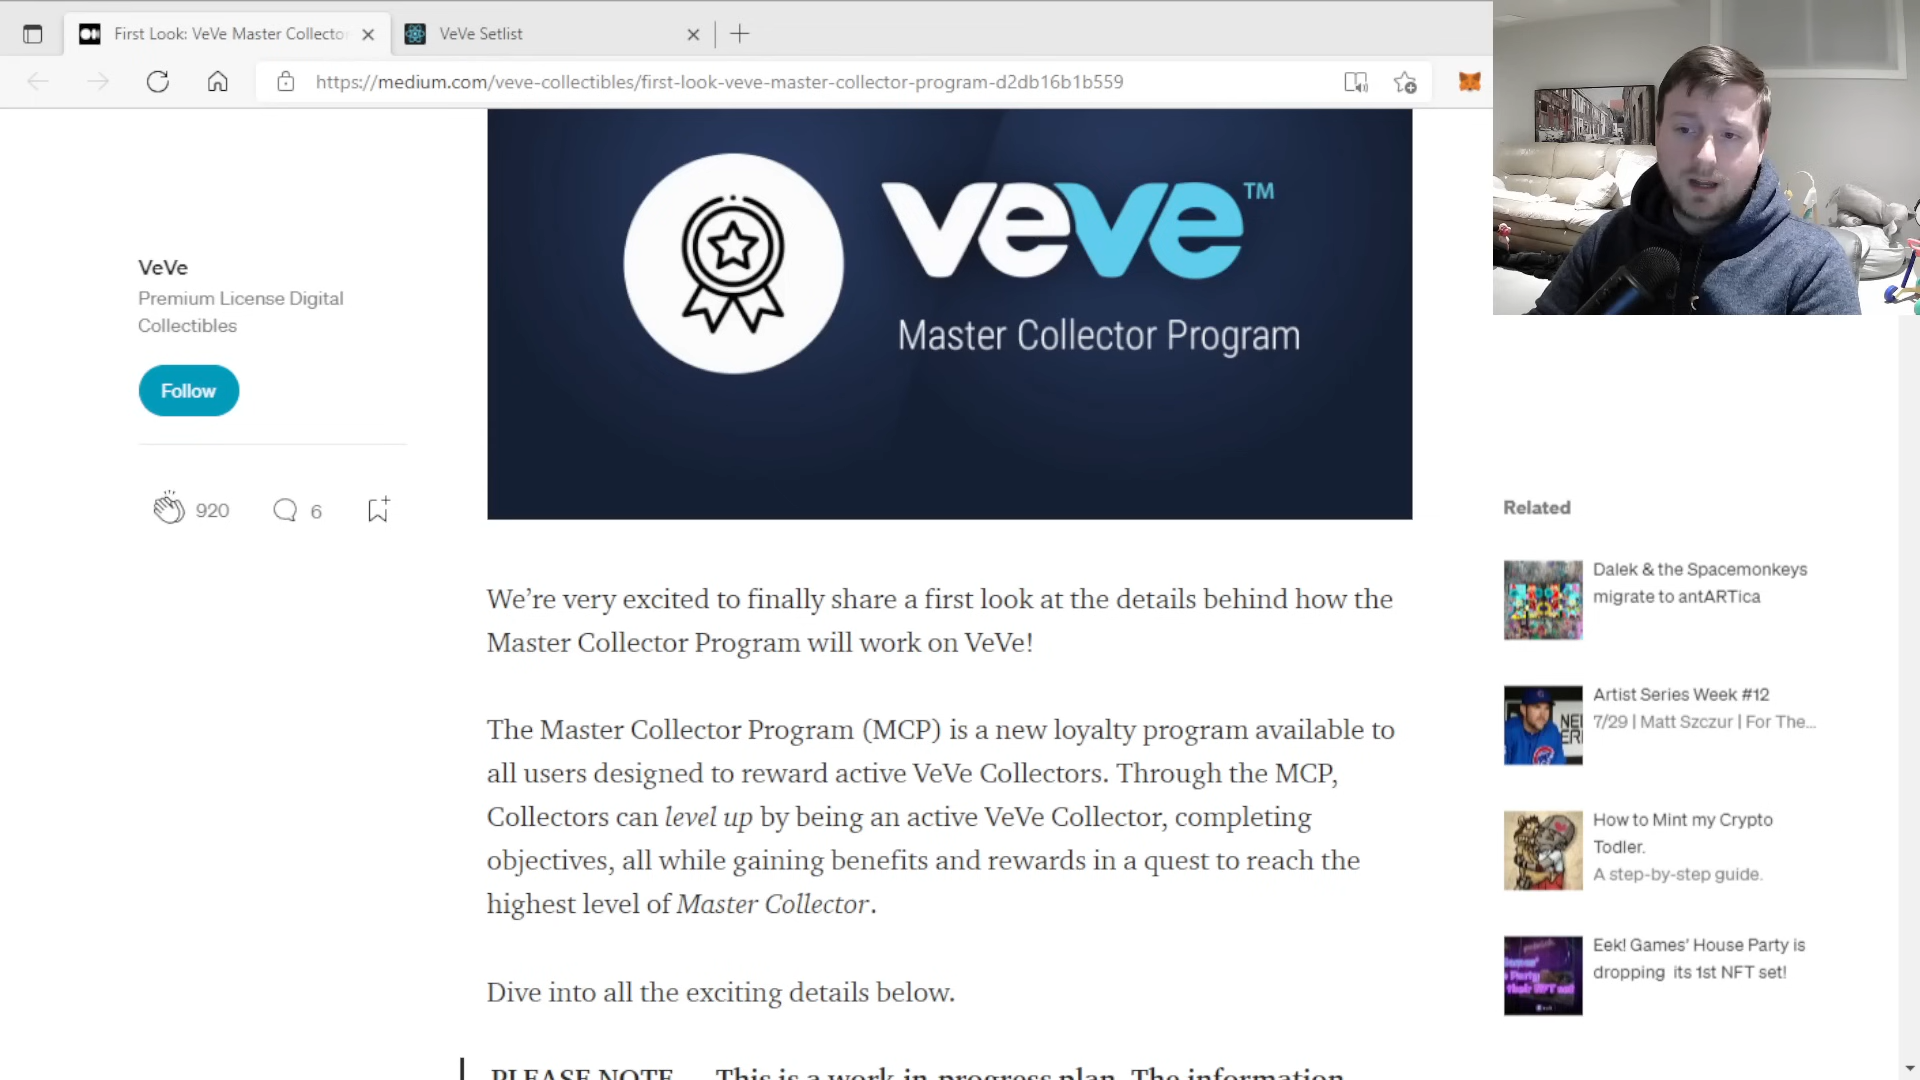 First Look: VeVe Master Collector
VeVe Setlist
https://medium.com/veve-collectibles/first-look-veve-master-collector-program-d2db16b1b559
veve™
Master Collector Program
VeVe
Premium License Digital
Collectibles
Follow
920
6
We’re very excited to finally share a first look at the details behind how the
Master Collector Program will work on VeVe!
The Master Collector Program (MCP) is a new loyalty program available to
all users designed to reward active VeVe Collectors. Through the MCP,
Collectors can level up by being an active VeVe Collector, completing
objectives, all while gaining benefits and rewards in a quest to reach the
highest level of Master Collector.
Dive into all the exciting details below.
PLEASE NOTE — This is a work-in-progress plan. The information
Related
Dalek & the Spacemonkeys
migrate to antARTica
Artist Series Week #12
7/29 | Matt Szczur | For The...
How to Mint my Crypto
Todler.
A step-by-step guide.
Eek! Games’ House Party is
dropping its 1st NFT set!